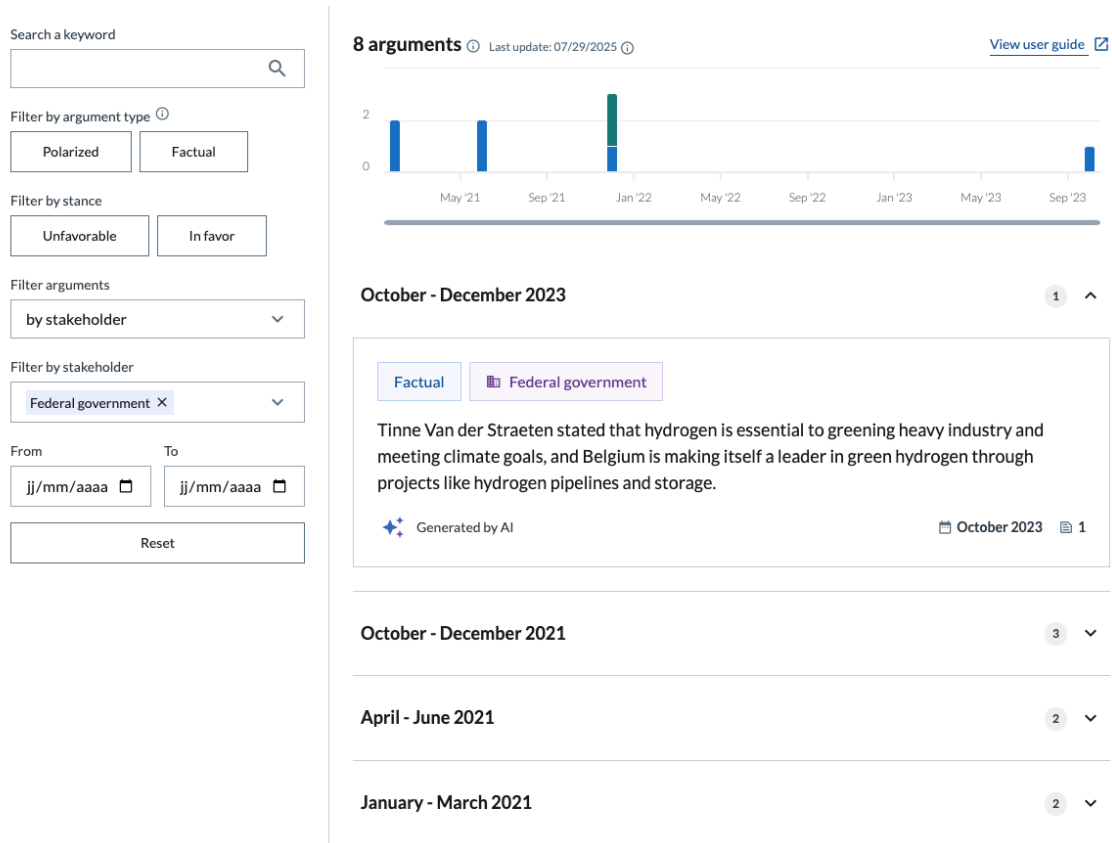 Search a keyword
Filter by argument type
Polarized
Factual
Filter by stance
Unfavorable
In favor
Filter arguments
by stakeholder
Filter by stakeholder
Federal government
From
To
jj/mm/aaaa
jj/mm/aaaa
Reset
8 arguments
Last update: 07/29/2025
View user guide
2
0
May '21
Sep '21
Jan '22
May '22
Sep '22
Jan '23
May '23
Sep '23
October - December 2023
1
Factual
Federal government
Tinne Van der Straeten stated that hydrogen is essential to greening heavy industry and
meeting climate goals, and Belgium is making itself a leader in green hydrogen through
projects like hydrogen pipelines and storage.
Generated by AI
October 2023
1
October - December 2021
3
April - June 2021
2
January - March 2021
2